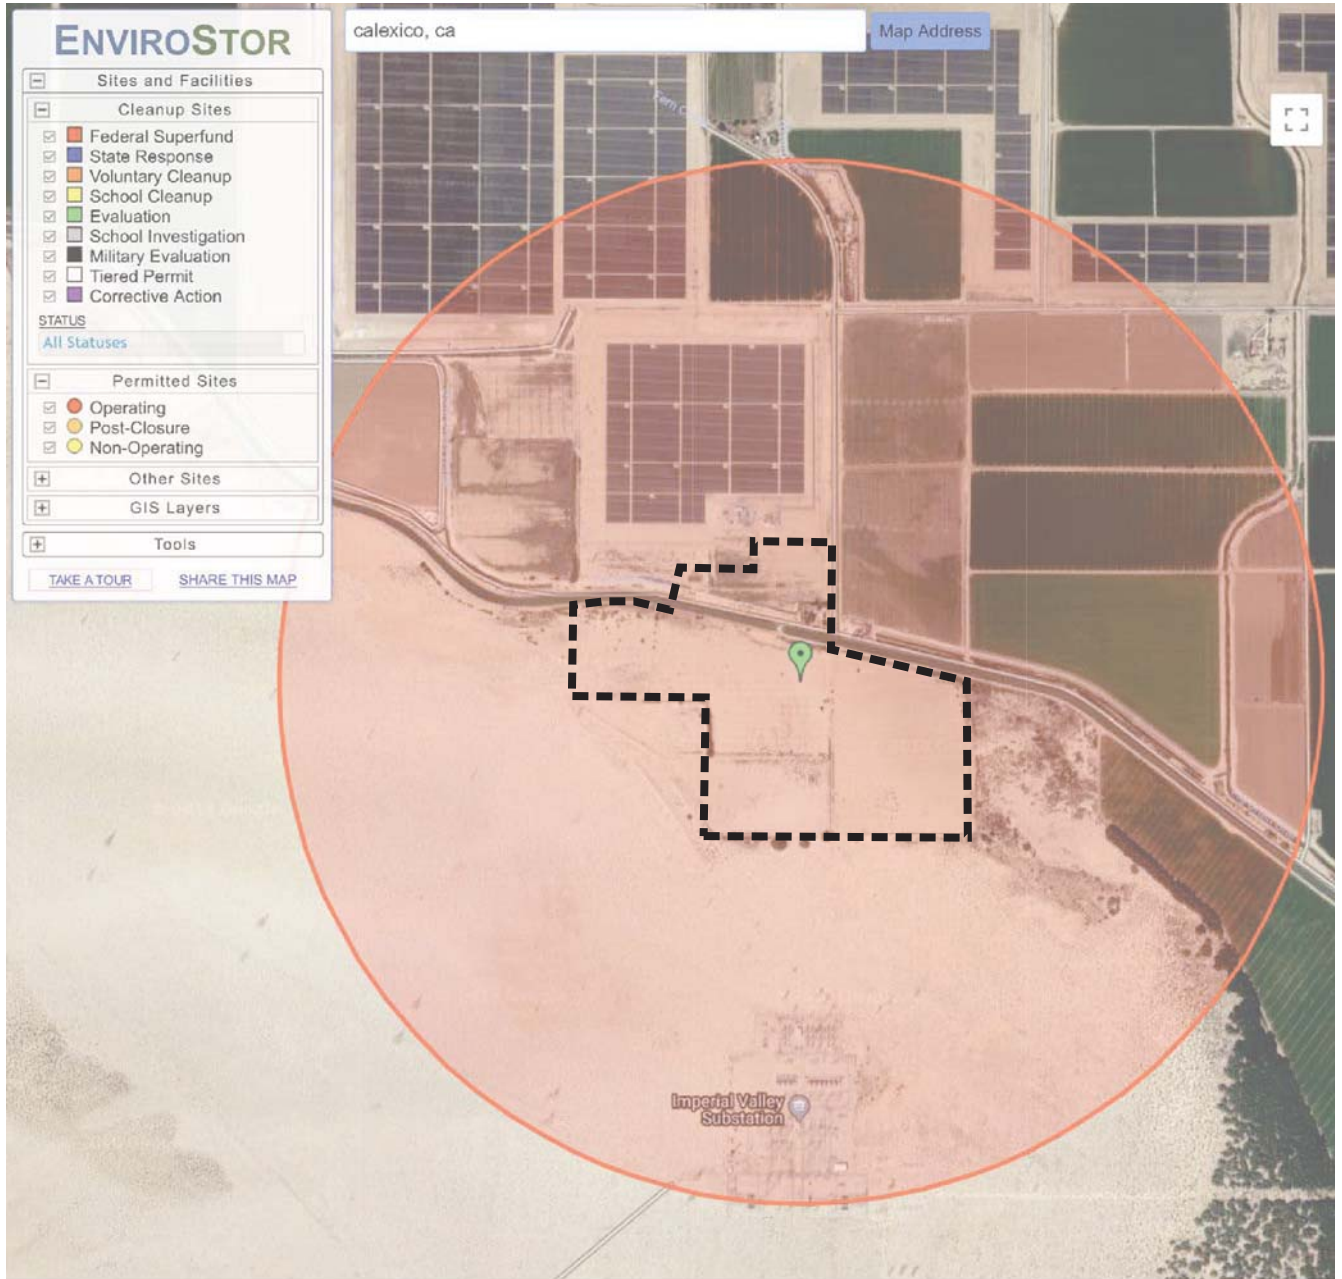 ENVIROSTOR
calexico, ca
Map Address
Sites and Facilities
Cleanup Sites
Federal Superfund
State Response
Voluntary Cleanup
School Cleanup
Evaluation
School Investigation
Military Evaluation
Tiered Permit
Corrective Action
STATUS
All Statuses
Permitted Sites
Operating
Post-Closure
Non-Operating
Other Sites
GIS Layers
Tools
TAKE A TOUR
SHARE THIS MAP
Imperial Valley
Substation